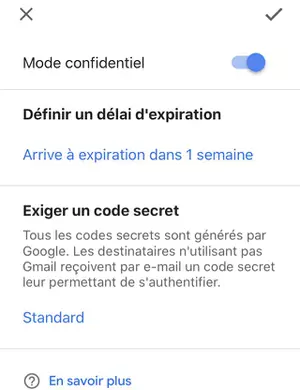 Mode confidentiel
Définir un délai d'expiration
Arrive à expiration dans 1 semaine
Exiger un code secret
Tous les codes secrets sont générés par
Google. Les destinataires n'utilisant pas
Gmail reçoivent par e-mail un code secret
leur permettant de s'authentifier.
Standard
? En savoir plus